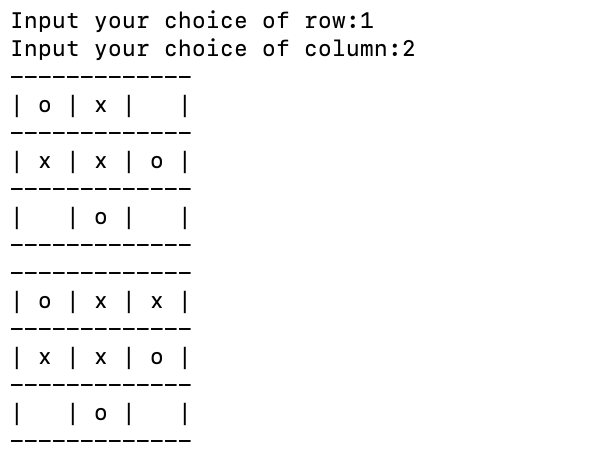 Input your choice of row:1
Input your choice of column:2
-------------
| o | x |   |
-------------
| x | x | o |
-------------
|   | o |   |
-------------
-------------
| o | x | x |
-------------
| x | x | o |
-------------
|   | o |   |
-------------